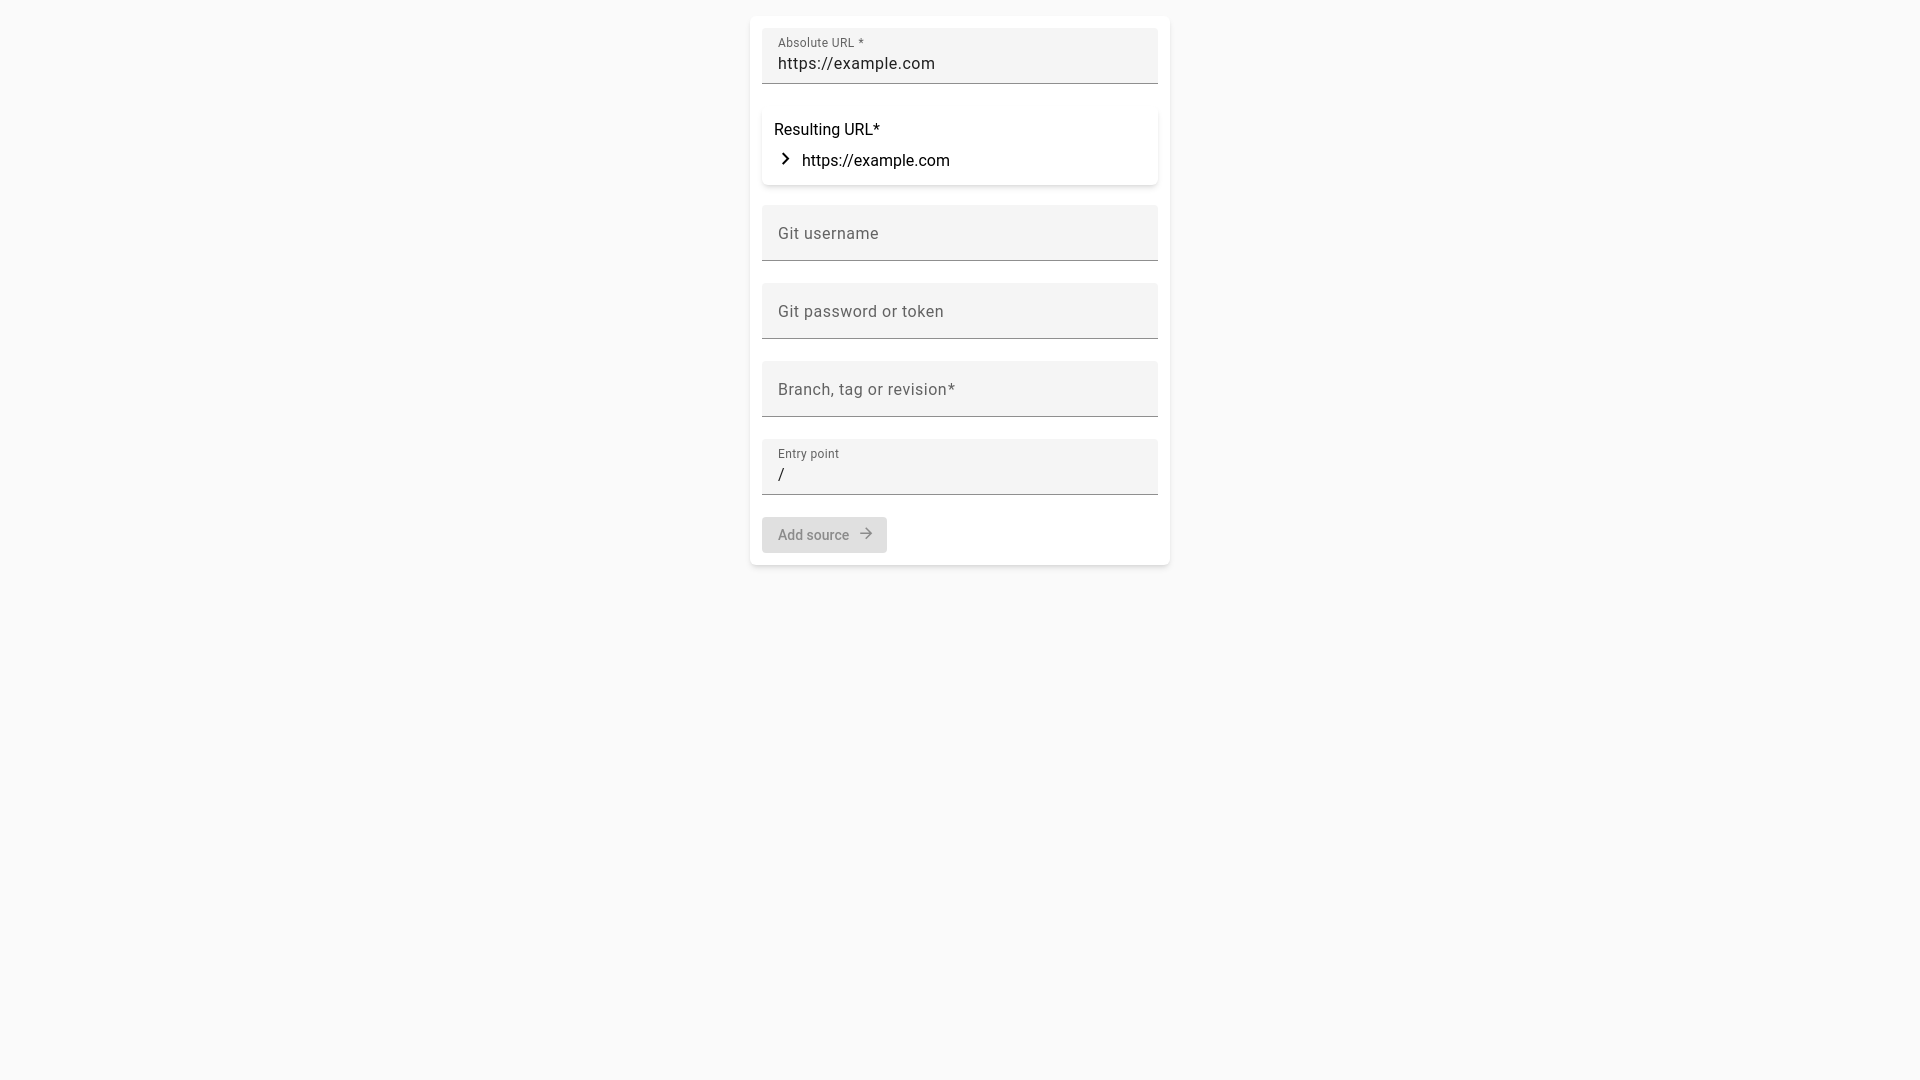 Absolute URL *
https://example.com
Resulting URL*
https://example.com
Git username
Git password or token
Branch, tag or revision*
Entry point
/
Add source